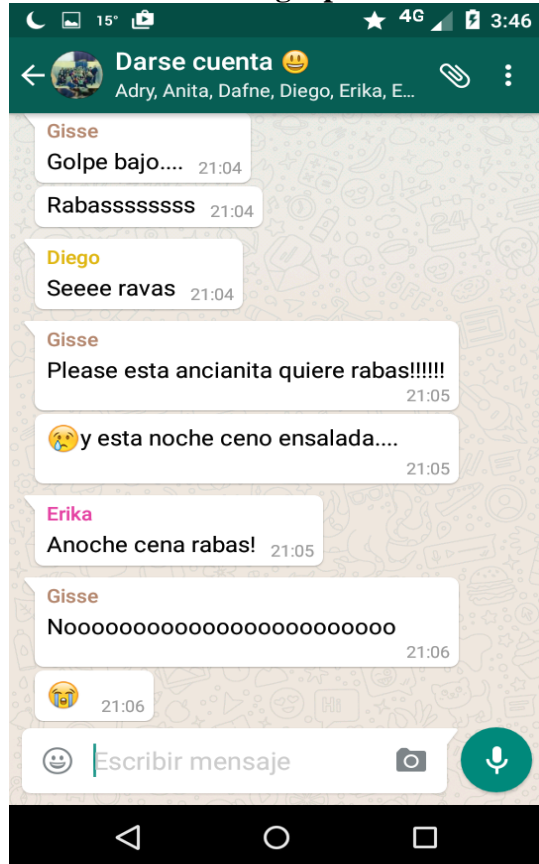 15° 4G 3:46
Darse cuenta 😃
Adry, Anita, Dafne, Diego, Erika, E...
Gisse
Golpe bajo.... 21:04
Rabassssssss 21:04
Diego
Seeee ravas 21:04
Gisse
Please esta ancianita quiere rabas!!!!!!
21:05
😢y esta noche ceno ensalada....
21:05
Erika
Anoche cena rabas! 21:05
Gisse
Noooooooooooooooooooooooo
21:06
😭 21:06
Escribir mensaje